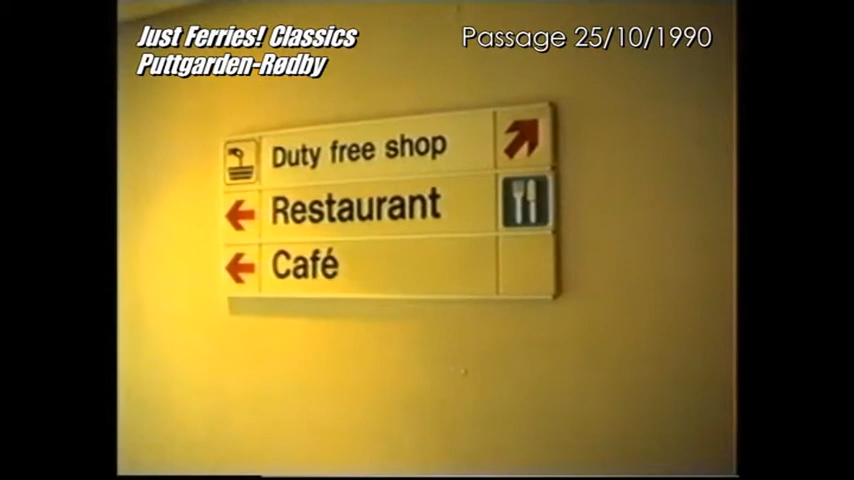 Just Ferries! Classics
Puttgarden-Rødby
Passage 25/10/1990
Duty free shop
Restaurant
Café